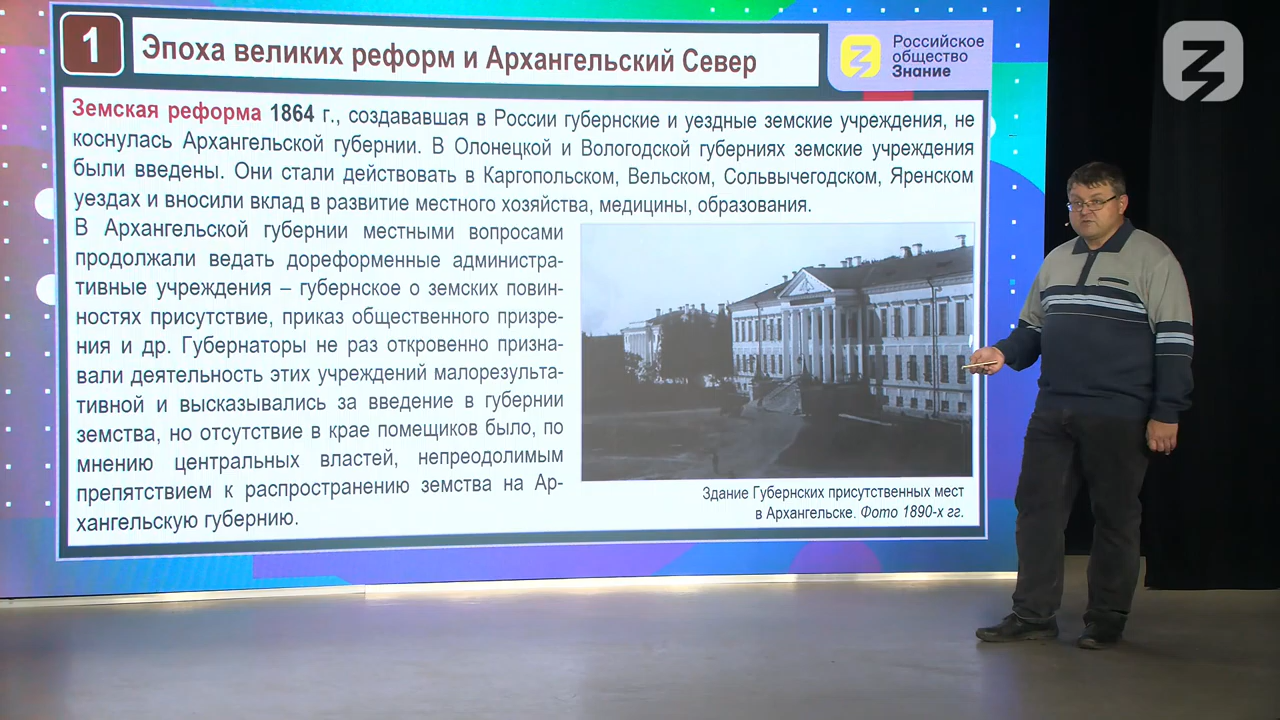 1
Эпоха великих реформ и Архангельский Север
Российское
общество
Знание
Земская реформа 1864 г., создававшая в России губернские и уездные земские учреждения, не
коснулась Архангельской губернии. В Олонецкой и Вологодской губерниях земские учреждения
были введены. Они стали действовать в Каргопольском, Вельском, Сольвычегодском, Яренском
уездах и вносили вклад в развитие местного хозяйства, медицины, образования.
В Архангельской губернии местными вопросами
продолжали ведать дореформенные администра-
тивные учреждения – губернское о земских повин-
ностях присутствие, приказ общественного призре-
ния и др. Губернаторы не раз откровенно призна-
вали деятельность этих учреждений малорезульта-
тивной и высказывались за введение в губернии
земства, но отсутствие в крае помещиков было, по
мнению центральных властей, непреодолимым
препятствием к распространению земства на Ар-
хангельскую губернию.
Здание Губернских присутственных мест
в Архангельске. Фото 1890-х гг.